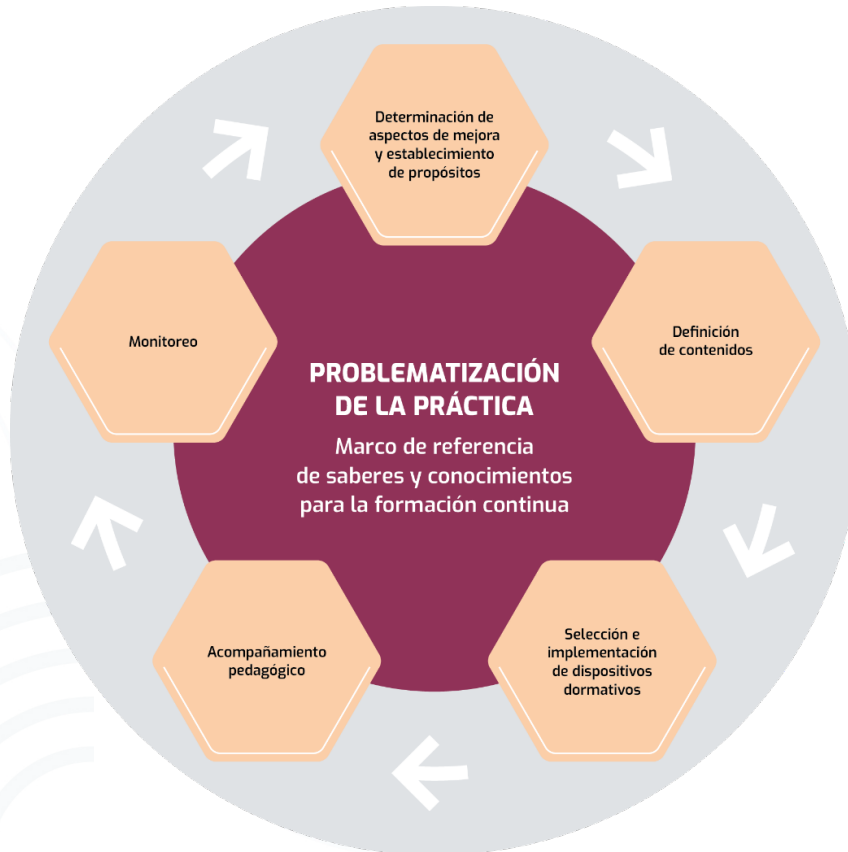 Determinación de
aspectos de mejora
y establecimiento
de propósitos
Definición
de contenidos
Selección e
implementación
de dispositivos
dormativos
Acompañamiento
pedagógico
Monitoreo
PROBLEMATIZACIÓN
DE LA PRÁCTICA
Marco de referencia
de saberes y conocimientos
para la formación continua